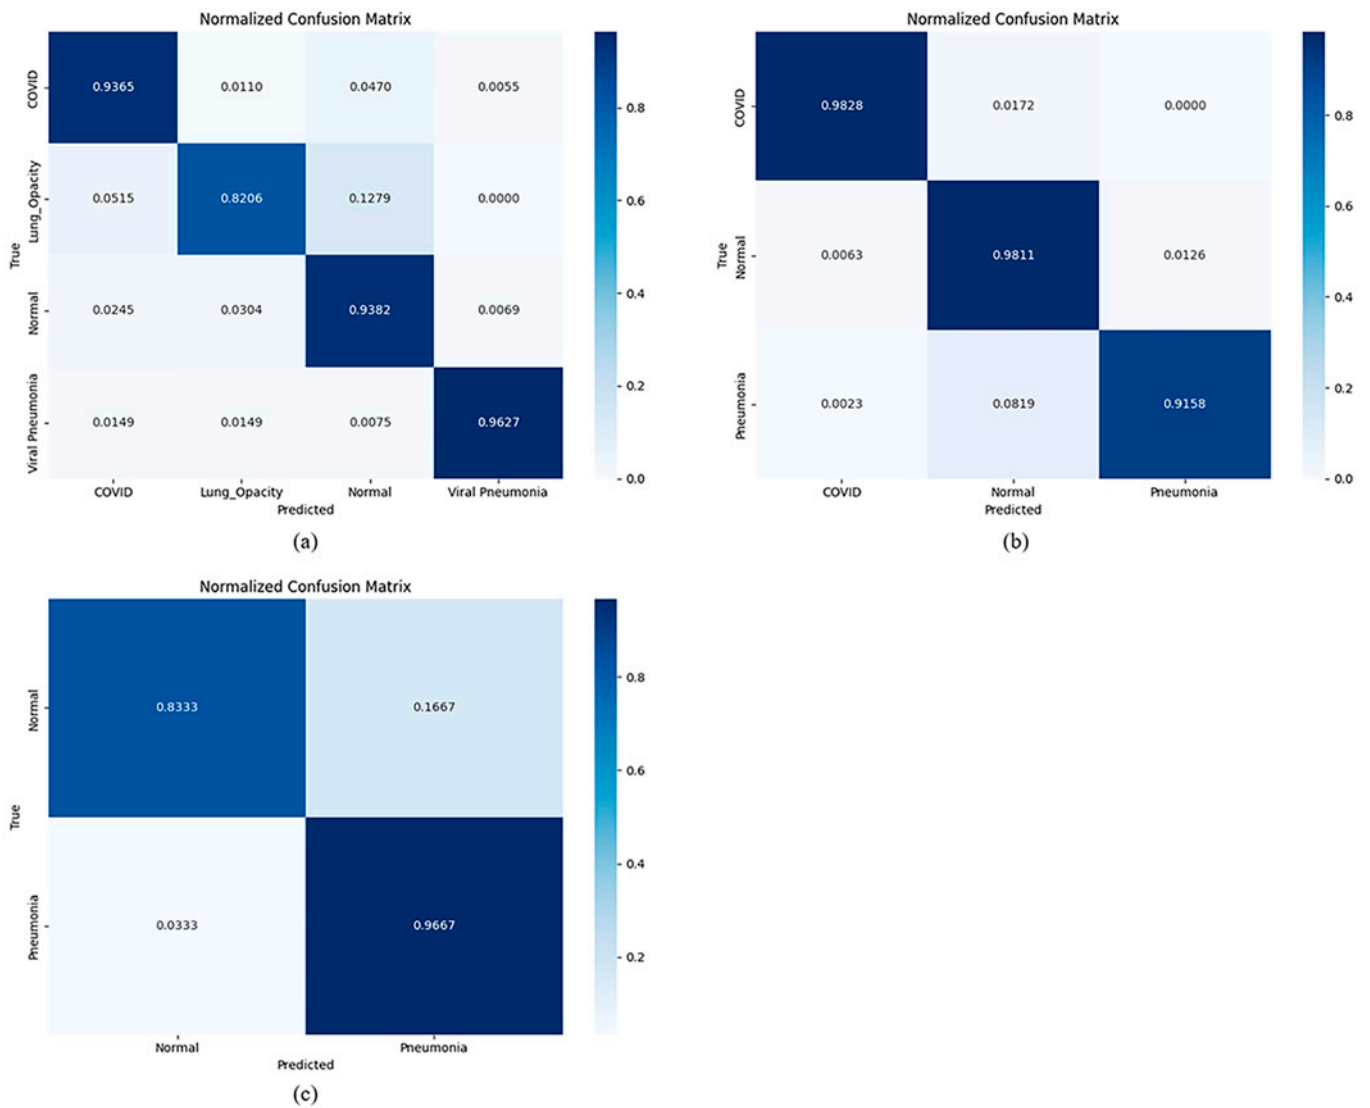 Normalized Confusion Matrix
COVID
0.9365 0.0110 0.0470 0.0055
Lung_Opacity
0.0515 0.8206 0.1279 0.0000
True
Normal
0.0245 0.0304 0.9382 0.0069
Viral Pneumonia
0.0149 0.0149 0.0075 0.9627
COVID Lung_Opacity Normal Viral Pneumonia
Predicted
0.8
0.6
0.4
0.2
0.0
(a)
Normalized Confusion Matrix
COVID
0.9828 0.0172 0.0000
True
Normal
0.0063 0.9811 0.0126
Pneumonia
0.0023 0.0819 0.9158
COVID Normal Pneumonia
Predicted
0.8
0.6
0.4
0.2
0.0
(b)
Normalized Confusion Matrix
Normal
0.8333 0.1667
True
Pneumonia
0.0333 0.9667
Normal Pneumonia
Predicted
0.8
0.6
0.4
0.2
(c)